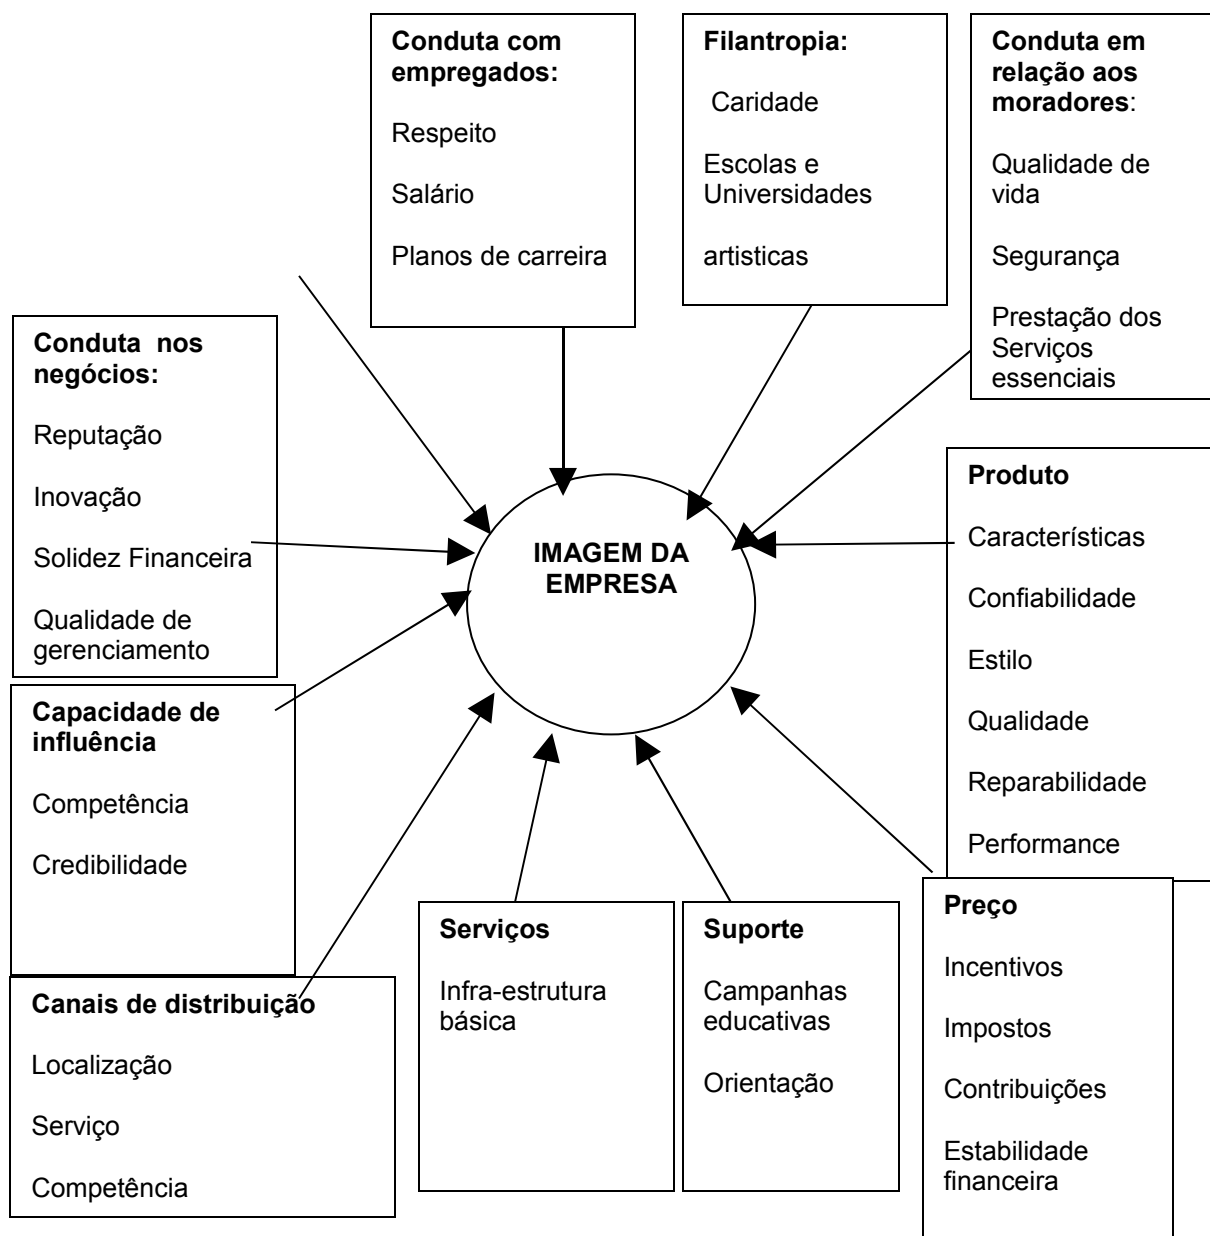 Conduta com
empregados:
Respeito
Salário
Planos de carreira
Filantropia:
Caridade
Escolas e
Universidades
artisticas
Conduta em
relação aos
moradores:
Qualidade de
vida
Segurança
Prestação dos
Serviços
essenciais
Conduta nos
negócios:
Reputação
Inovação
Solidez Financeira
Qualidade de
gerenciamento
IMAGEM DA
EMPRESA
Produto
Características
Confiabilidade
Estilo
Qualidade
Reparabilidade
Performance
Capacidade de
influência
Competência
Credibilidade
Canais de distribuição
Localização
Serviço
Competência
Serviços
Infra-estrutura
básica
Suporte
Campanhas
educativas
Orientação
Preço
Incentivos
Impostos
Contribuições
Estabilidade
financeira